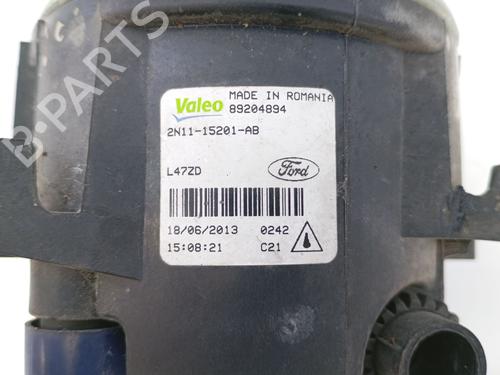 B-Parts
Valeo
MADE IN ROMANIA
89204894
2N11-15201-AB
L47ZD
Ford
18/06/2013 0242
15:08:21 C21
B-Parts